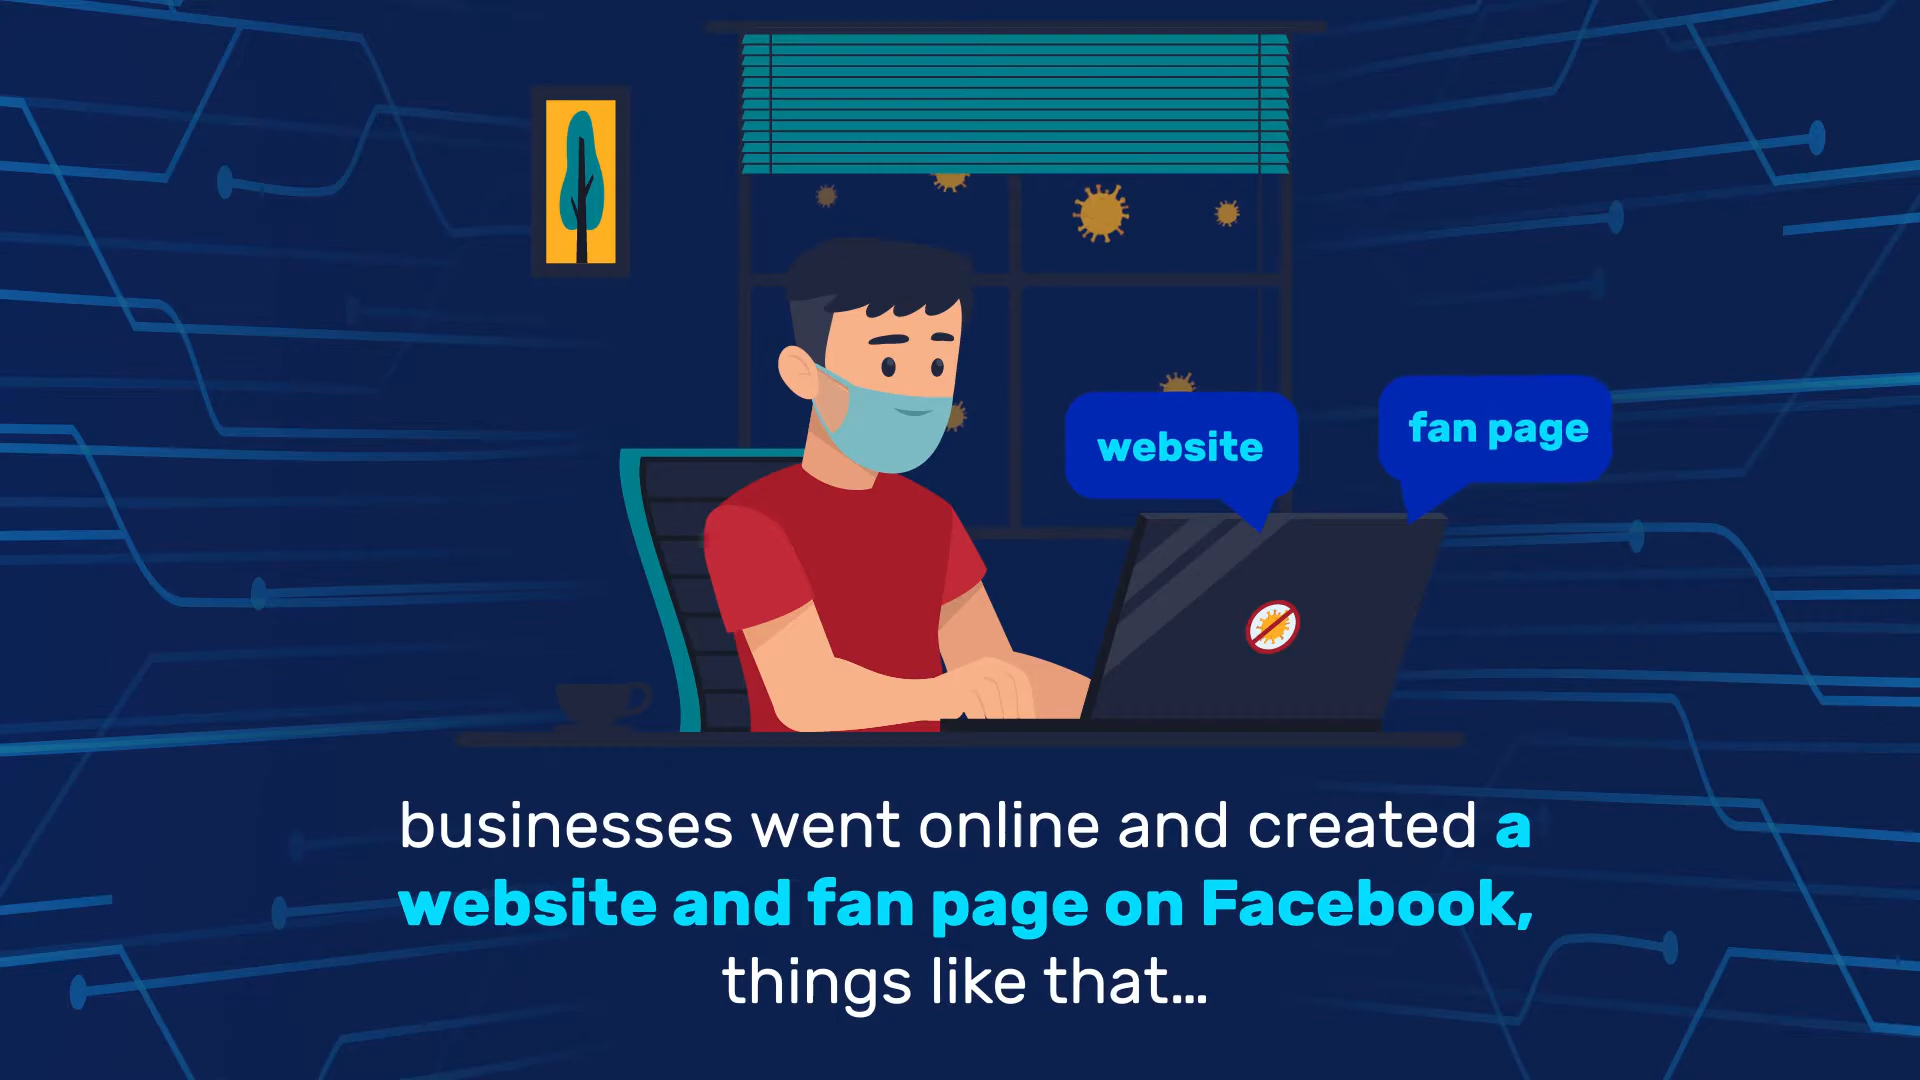 website
fan page
businesses went online and created a
website and fan page on Facebook,
things like that...